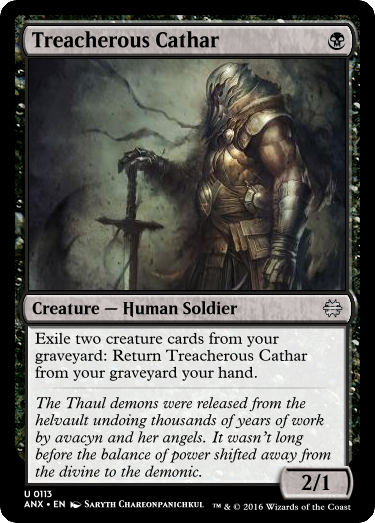 Treacherous Cathar
Creature — Human Soldier
Exile two creature cards from your
graveyard: Return Treacherous Cathar
from your graveyard your hand.
The Thaul demons were released from the
helvault undoing thousands of years of work
by avacyn and her angels. It wasn't long
before the balance of power shifted away from
the divine to the demonic.
2/1
U 0113
ANX • EN Saryth Chareonpanichkul
™ & © 2016 Wizards of the Coast